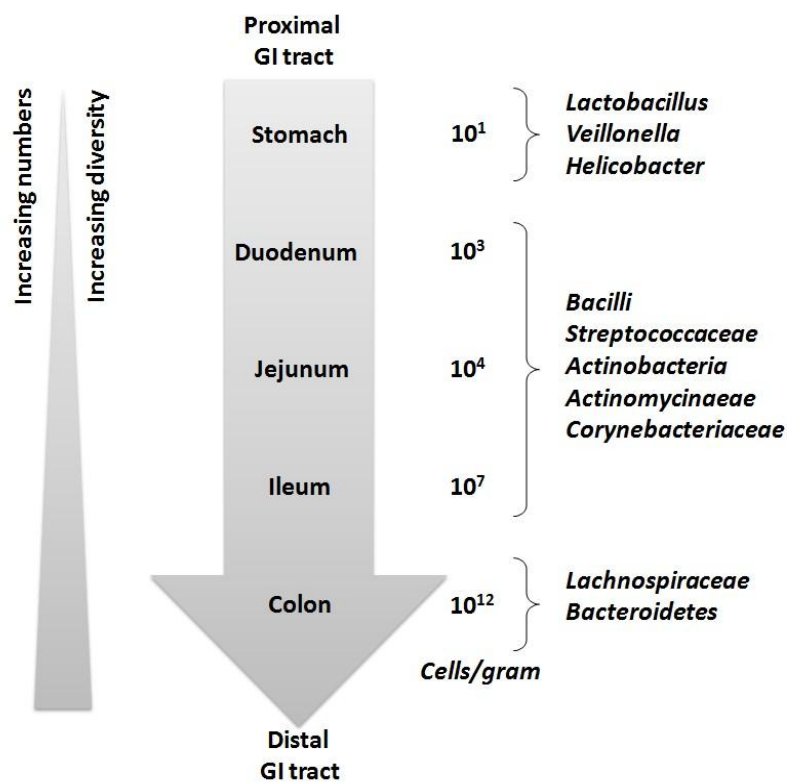 Proximal
GI tract
Increasing numbers
Increasing diversity
Stomach
10¹
Lactobacillus
Veillonella
Helicobacter
Duodenum
10³
Jejunum
10⁴
Ileum
10⁷
Bacilli
Streptococcaceae
Actinobacteria
Actinomycinaeae
Corynebacteriaceae
Colon
10¹²
Lachnospiraceae
Bacteroidetes
Cells/gram
Distal
GI tract